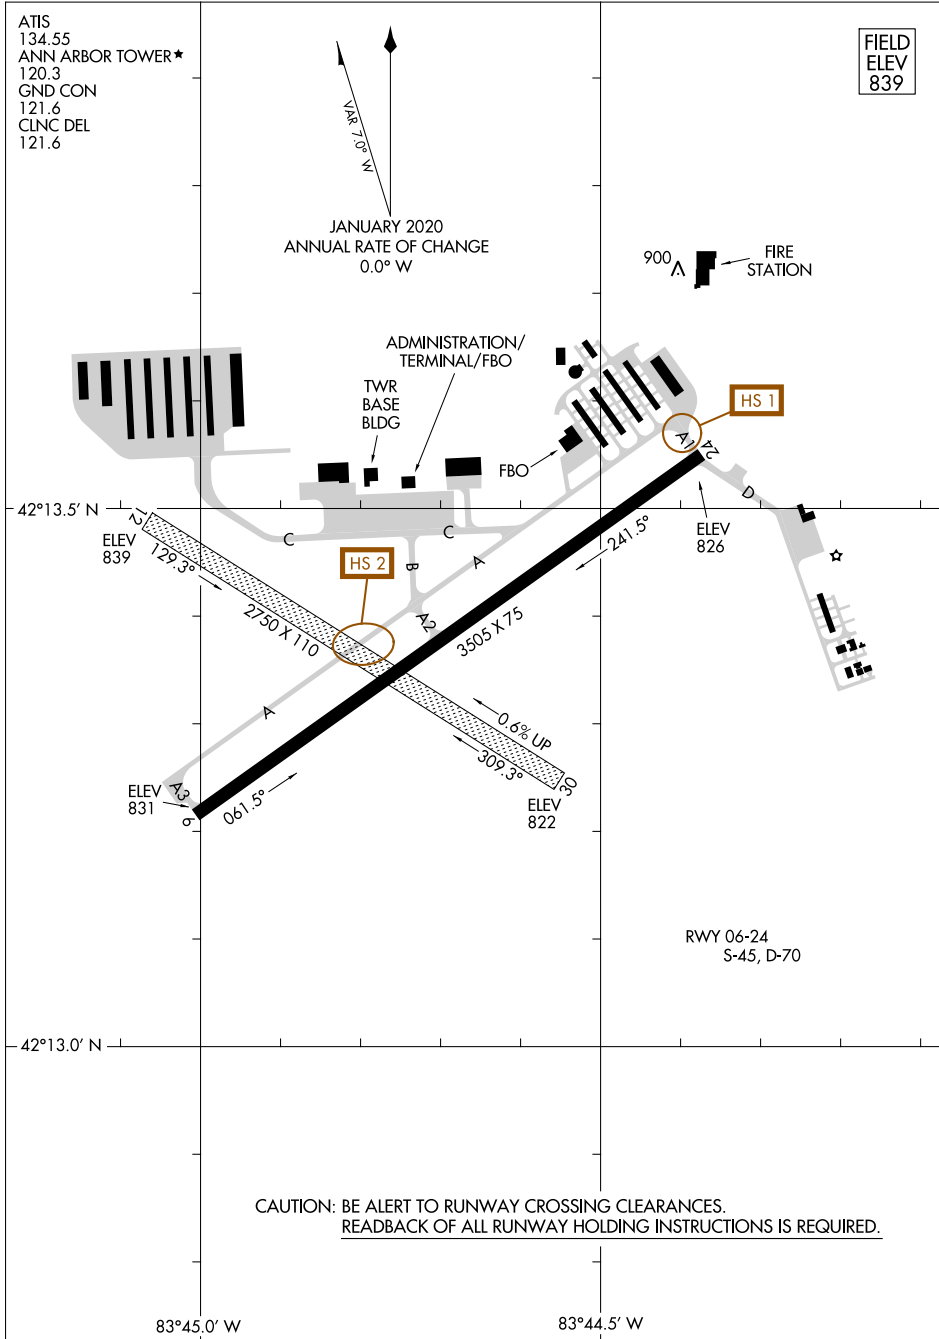 ATIS
134.55
ANN ARBOR TOWER★
120.3
GND CON
121.6
CLNC DEL
121.6
FIELD
ELEV
839
VAR 7.0° W
JANUARY 2020
ANNUAL RATE OF CHANGE
0.0° W
900
FIRE
STATION
ADMINISTRATION/
TERMINAL/FBO
TWR
BASE
BLDG
HS 1
FBO
A1
24
D
42°13.5' N
12
ELEV
839
129.3°
C
C
HS 2
B
A
241.5°
ELEV
826
2750 X 110
A2
3505 X 75
A
0.6% UP
309.3°
30
ELEV
822
A3
ELEV
831
6
061.5°
RWY 06-24
S-45, D-70
42°13.0' N
CAUTION: BE ALERT TO RUNWAY CROSSING CLEARANCES.
READBACK OF ALL RUNWAY HOLDING INSTRUCTIONS IS REQUIRED.
83°45.0' W
83°44.5' W